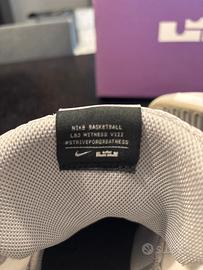 NIKE BASKETBALL
LBJ WITNESS VIII
#STRIVEFORGREATNESS